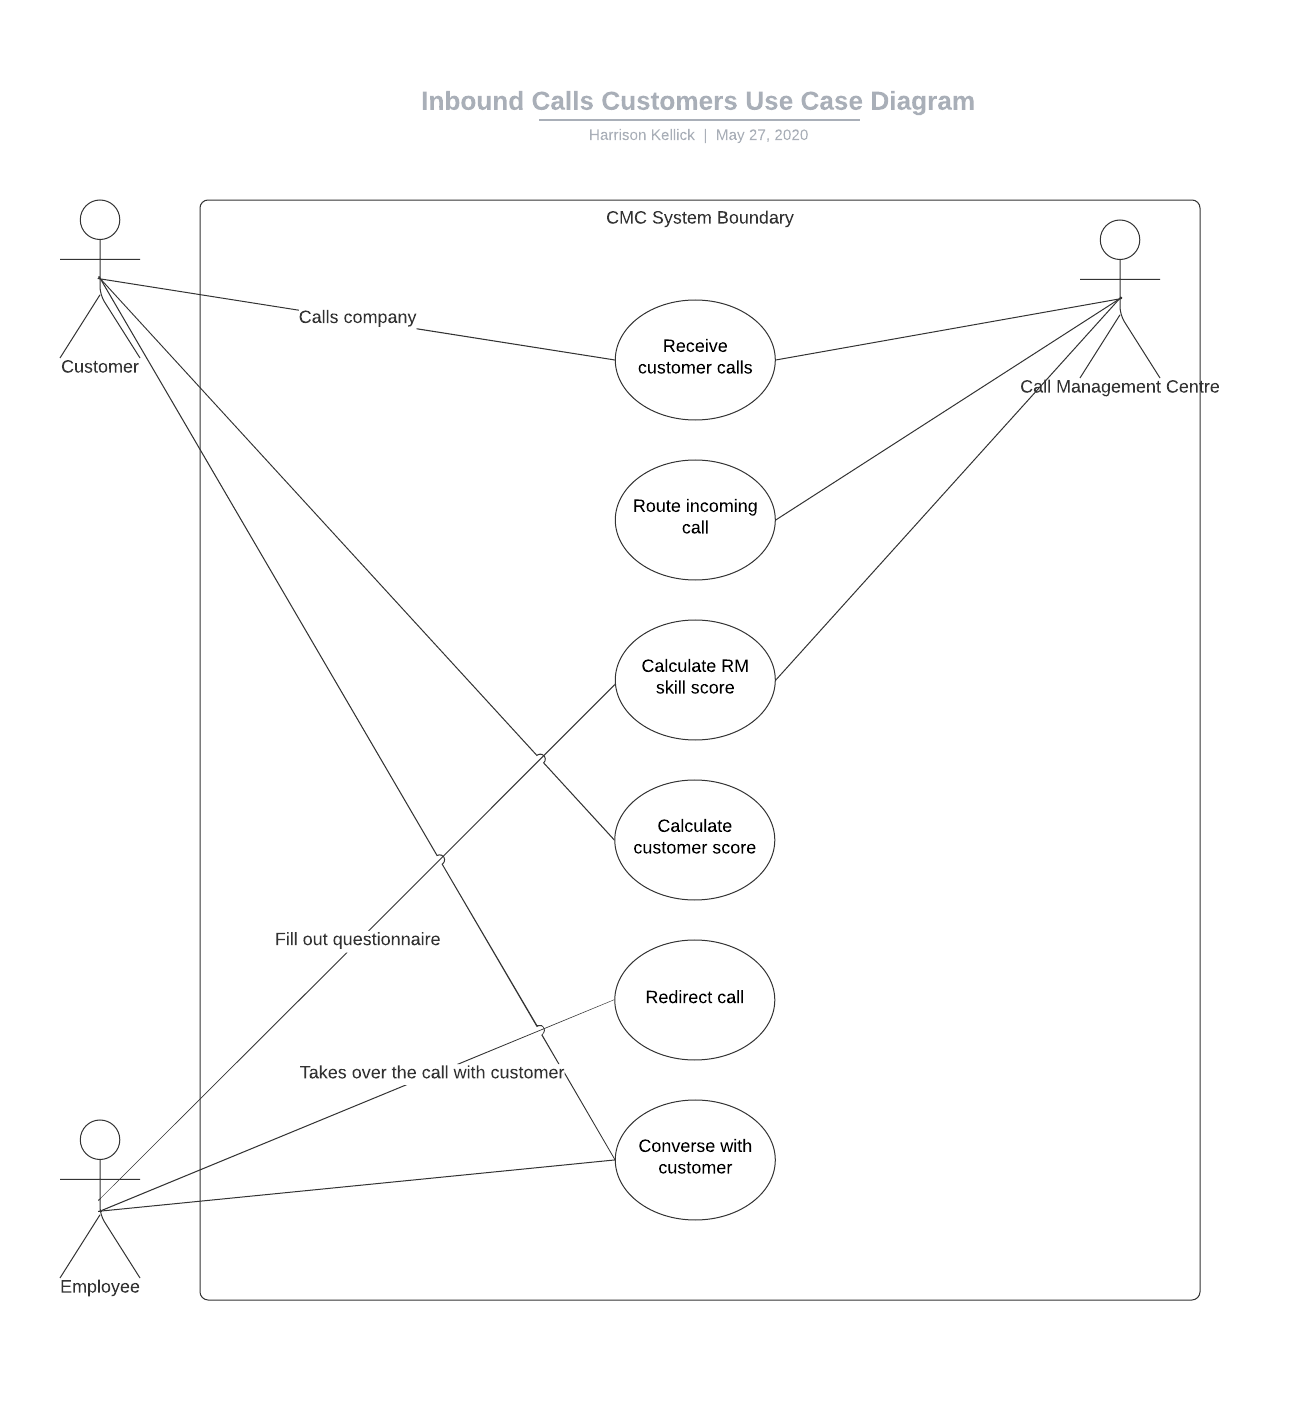 Inbound Calls Customers Use Case Diagram
Harrison Kellick | May 27, 2020
CMC System Boundary
Calls company
Receive
customer calls
Customer
Call Management Centre
Route incoming
call
Calculate RM
skill score
Calculate
customer score
Fill out questionnaire
Redirect call
Takes over the call with customer
Converse with
customer
Employee